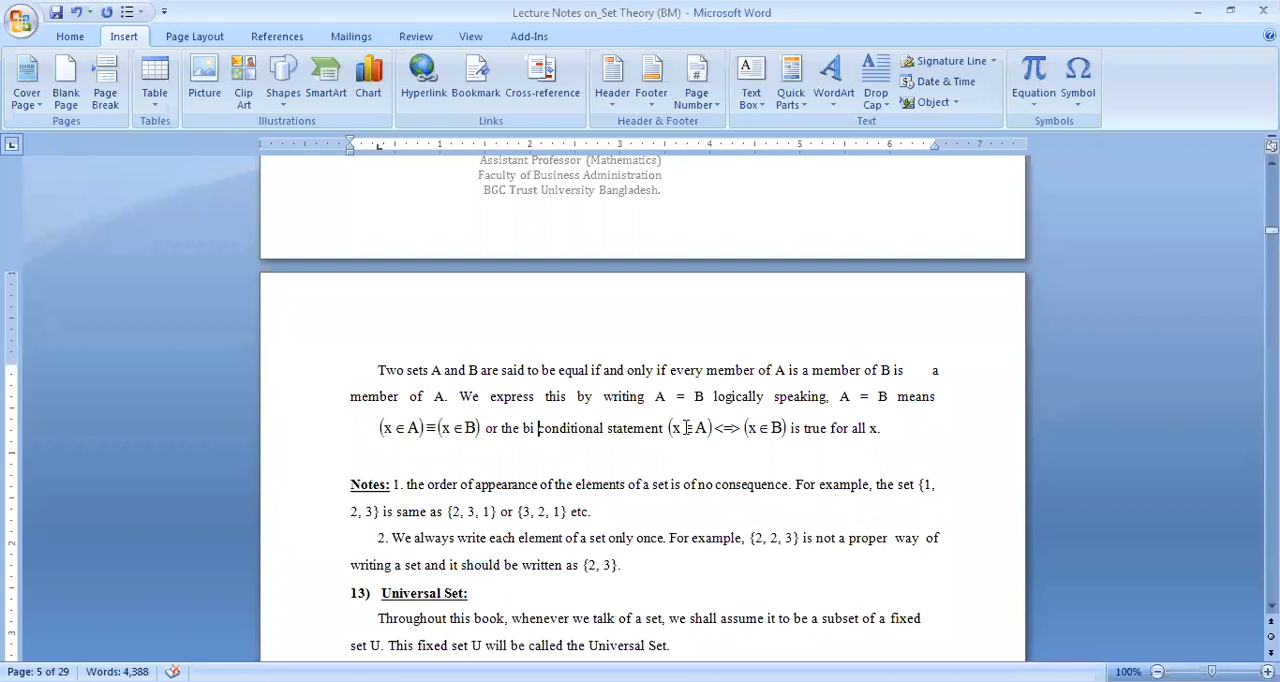 Lecture Notes on_Set Theory (BM) - Microsoft Word
Home Insert Page Layout References Mailings Review View Add-Ins
Cover Page Blank Page Page Break Table Picture Clip Art Shapes SmartArt Chart Hyperlink Bookmark Cross-reference Header Footer Page Number Text Box Quick Parts WordArt Drop Cap Signature Line Date & Time Object Equation Symbol
Pages Tables Illustrations Links Header & Footer Text Symbols
1 1 2 3 4 5 6 7
Assistant Professor (Mathematics)
Faculty of Business Administration
BGC Trust University Bangladesh.
Two sets A and B are said to be equal if and only if every member of A is a member of B is a
member of A. We express this by writing A = B logically speaking, A = B means
(x ∈ A) ≡ (x ∈ B) or the bi conditional statement (x ∈ A) <=> (x ∈ B) is true for all x.
Notes: 1. the order of appearance of the elements of a set is of no consequence. For example, the set {1,
2, 3} is same as {2, 3, 1} or {3, 2, 1} etc.
2. We always write each element of a set only once. For example, {2, 2, 3} is not a proper way of
writing a set and it should be written as {2, 3}.
13) Universal Set:
Throughout this book, whenever we talk of a set, we shall assume it to be a subset of a fixed
set U. This fixed set U will be called the Universal Set.
Page: 5 of 29 Words: 4,388 100%